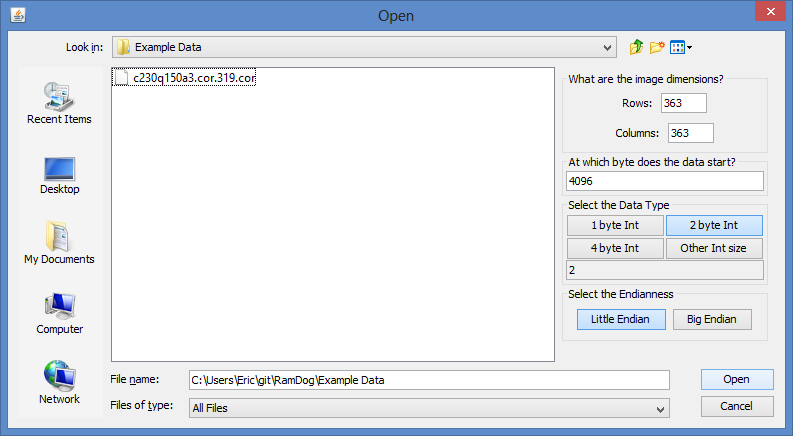 Open
Look in:
Example Data
c230q150a3.cor.319.cor
Recent Items
Desktop
My Documents
Computer
Network
What are the image dimensions?
Rows: 363
Columns: 363
At which byte does the data start?
4096
Select the Data Type
1 byte Int
2 byte Int
4 byte Int
Other Int size
2
Select the Endianness
Little Endian
Big Endian
File name:
C:\Users\Eric\git\RamDog\Example Data
Open
Files of type:
All Files
Cancel